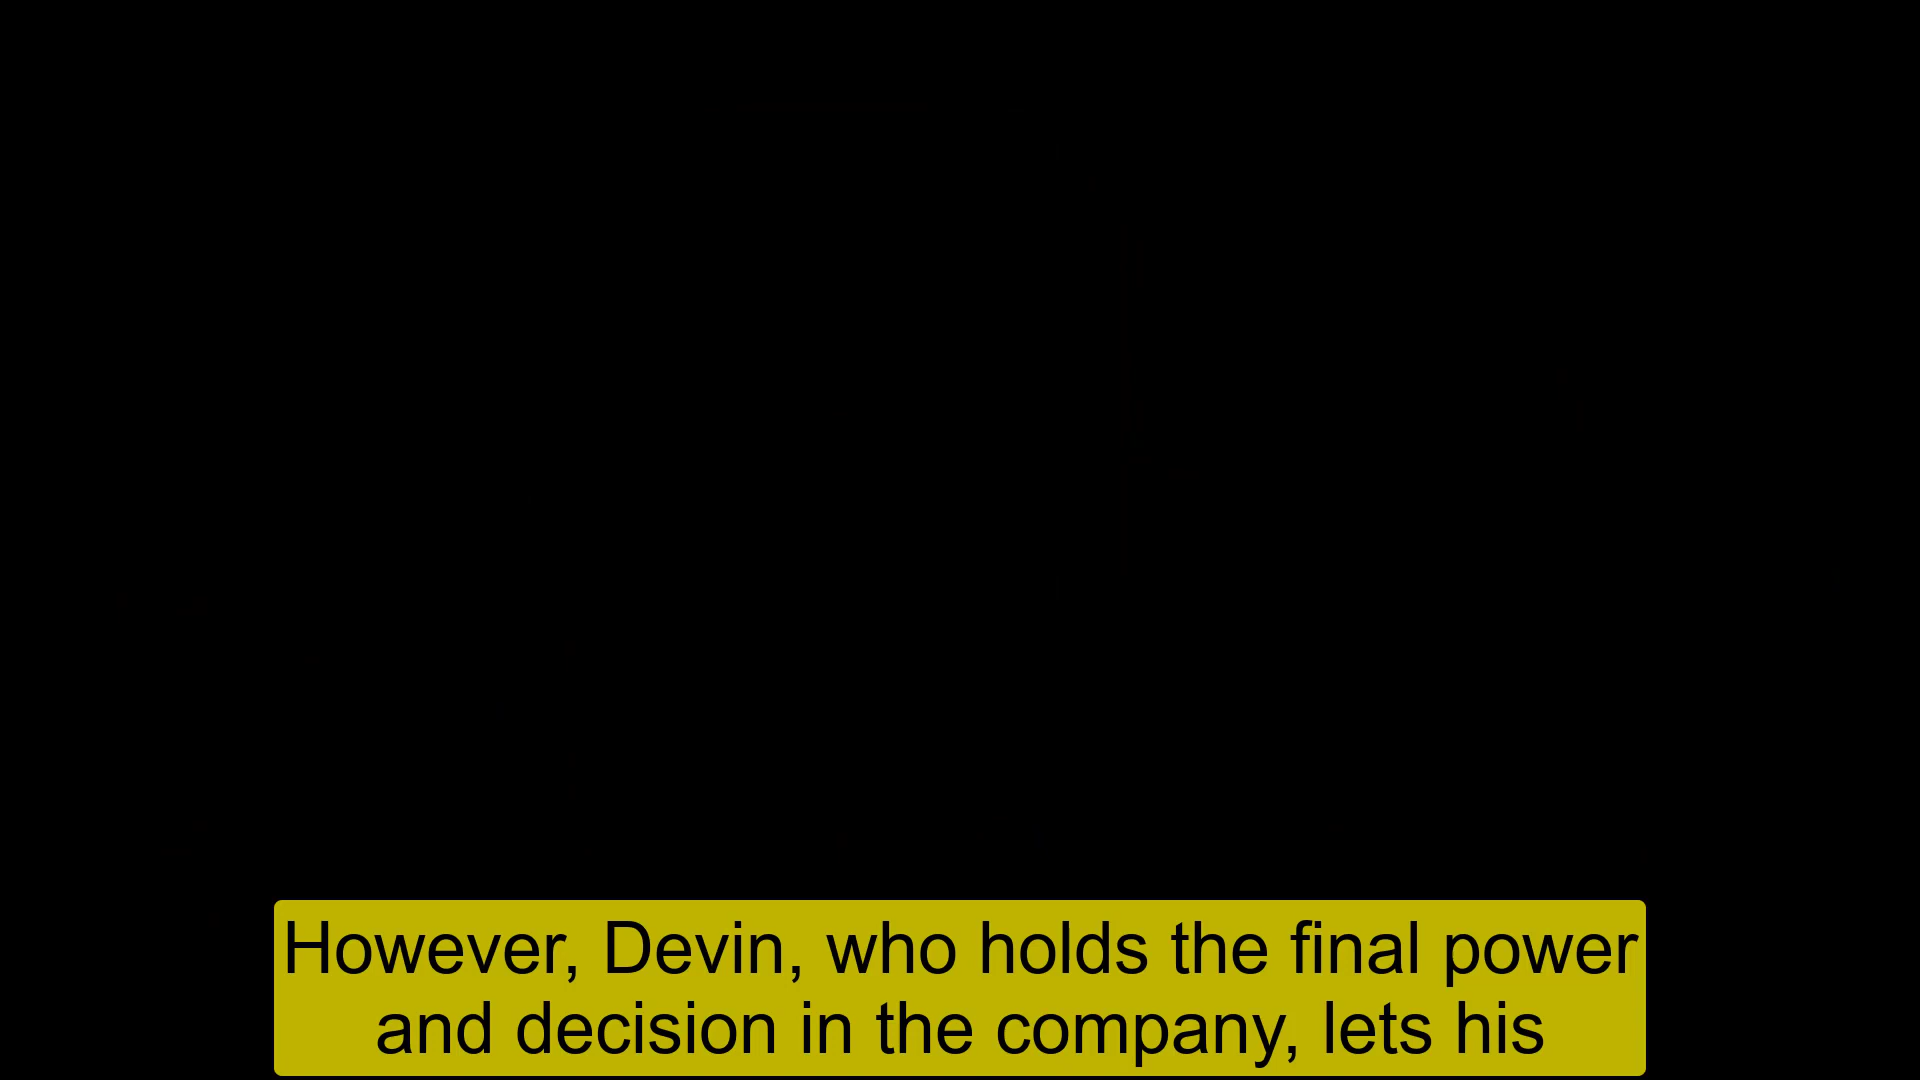 However, Devin, who holds the final power
and decision in the company, lets his